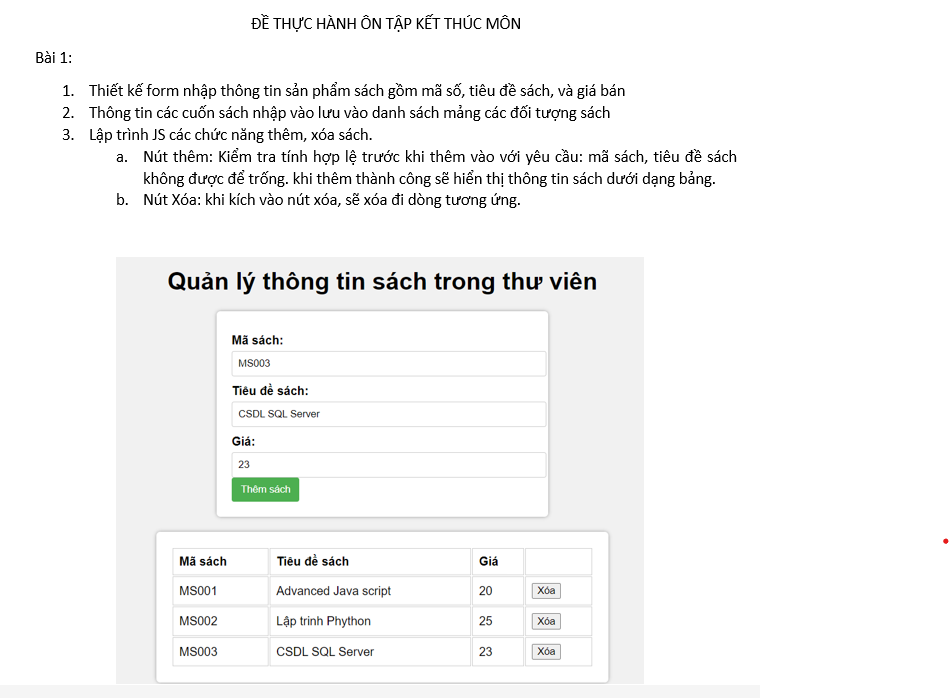 ĐỀ THỰC HÀNH ÔN TẬP KẾT THÚC MÔN
Bài 1:
1. Thiết kế form nhập thông tin sản phẩm sách gồm mã số, tiêu đề sách, và giá bán
2. Thông tin các cuốn sách nhập vào lưu vào danh sách mảng các đối tượng sách
3. Lập trình JS các chức năng thêm, xóa sách.
a. Nút thêm: Kiểm tra tính hợp lệ trước khi thêm vào với yêu cầu: mã sách, tiêu đề sách
không được để trống. khi thêm thành công sẽ hiển thị thông tin sách dưới dạng bảng.
b. Nút Xóa: khi kích vào nút xóa, sẽ xóa đi dòng tương ứng.
Quản lý thông tin sách trong thư viên
Mã sách:
MS003
Tiêu đề sách:
CSDL SQL Server
Giá:
23
Thêm sách
Mã sách Tiêu đề sách Giá
MS001 Advanced Java script 20 Xóa
MS002 Lập trinh Phython 25 Xóa
MS003 CSDL SQL Server 23 Xóa